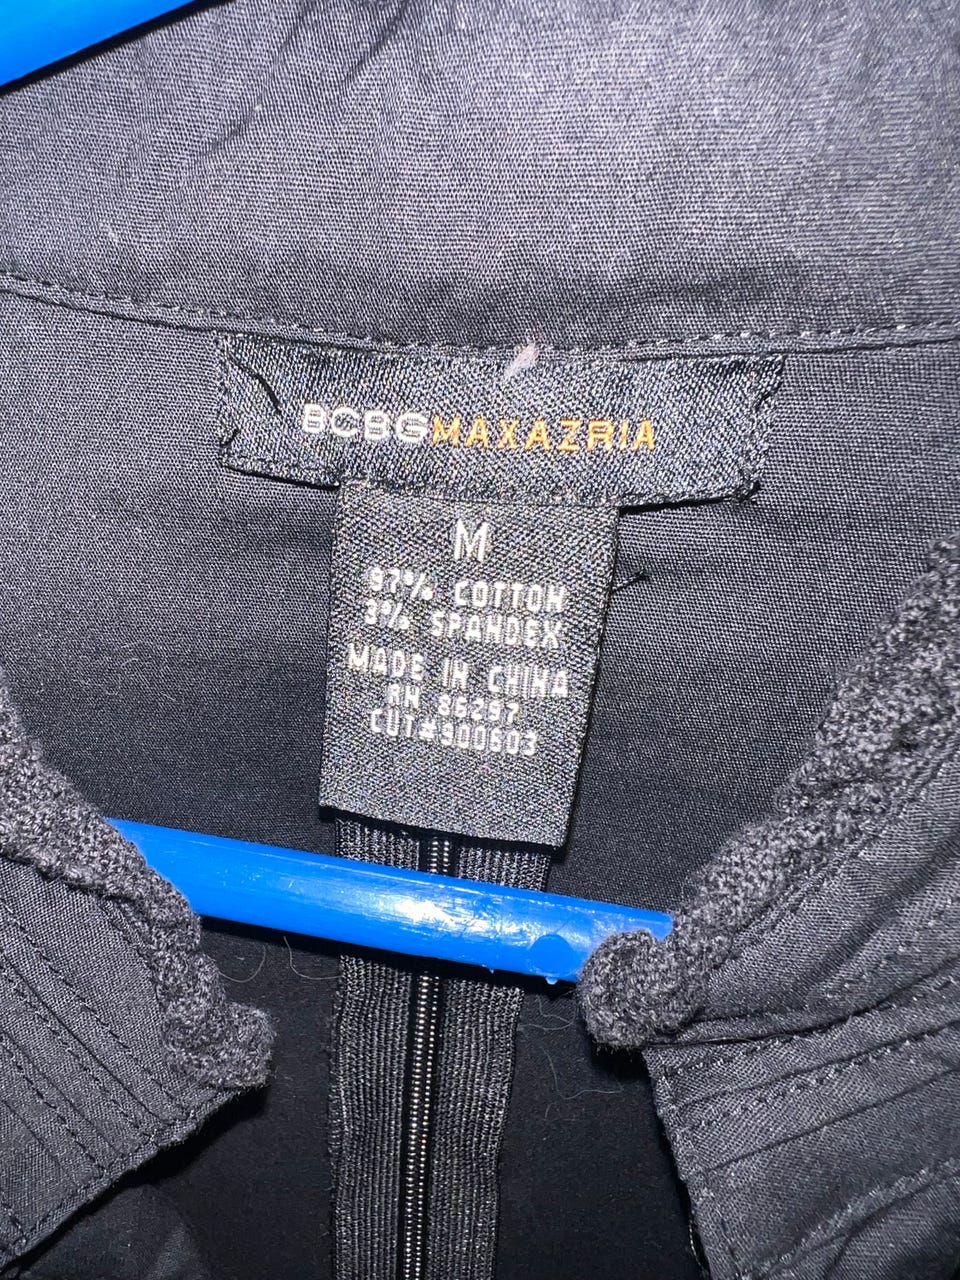 BCBGMAXAZRIA
M
97% COTTON
3% SPANDEX
MADE IN CHINA
RN 86297
CUT#900603